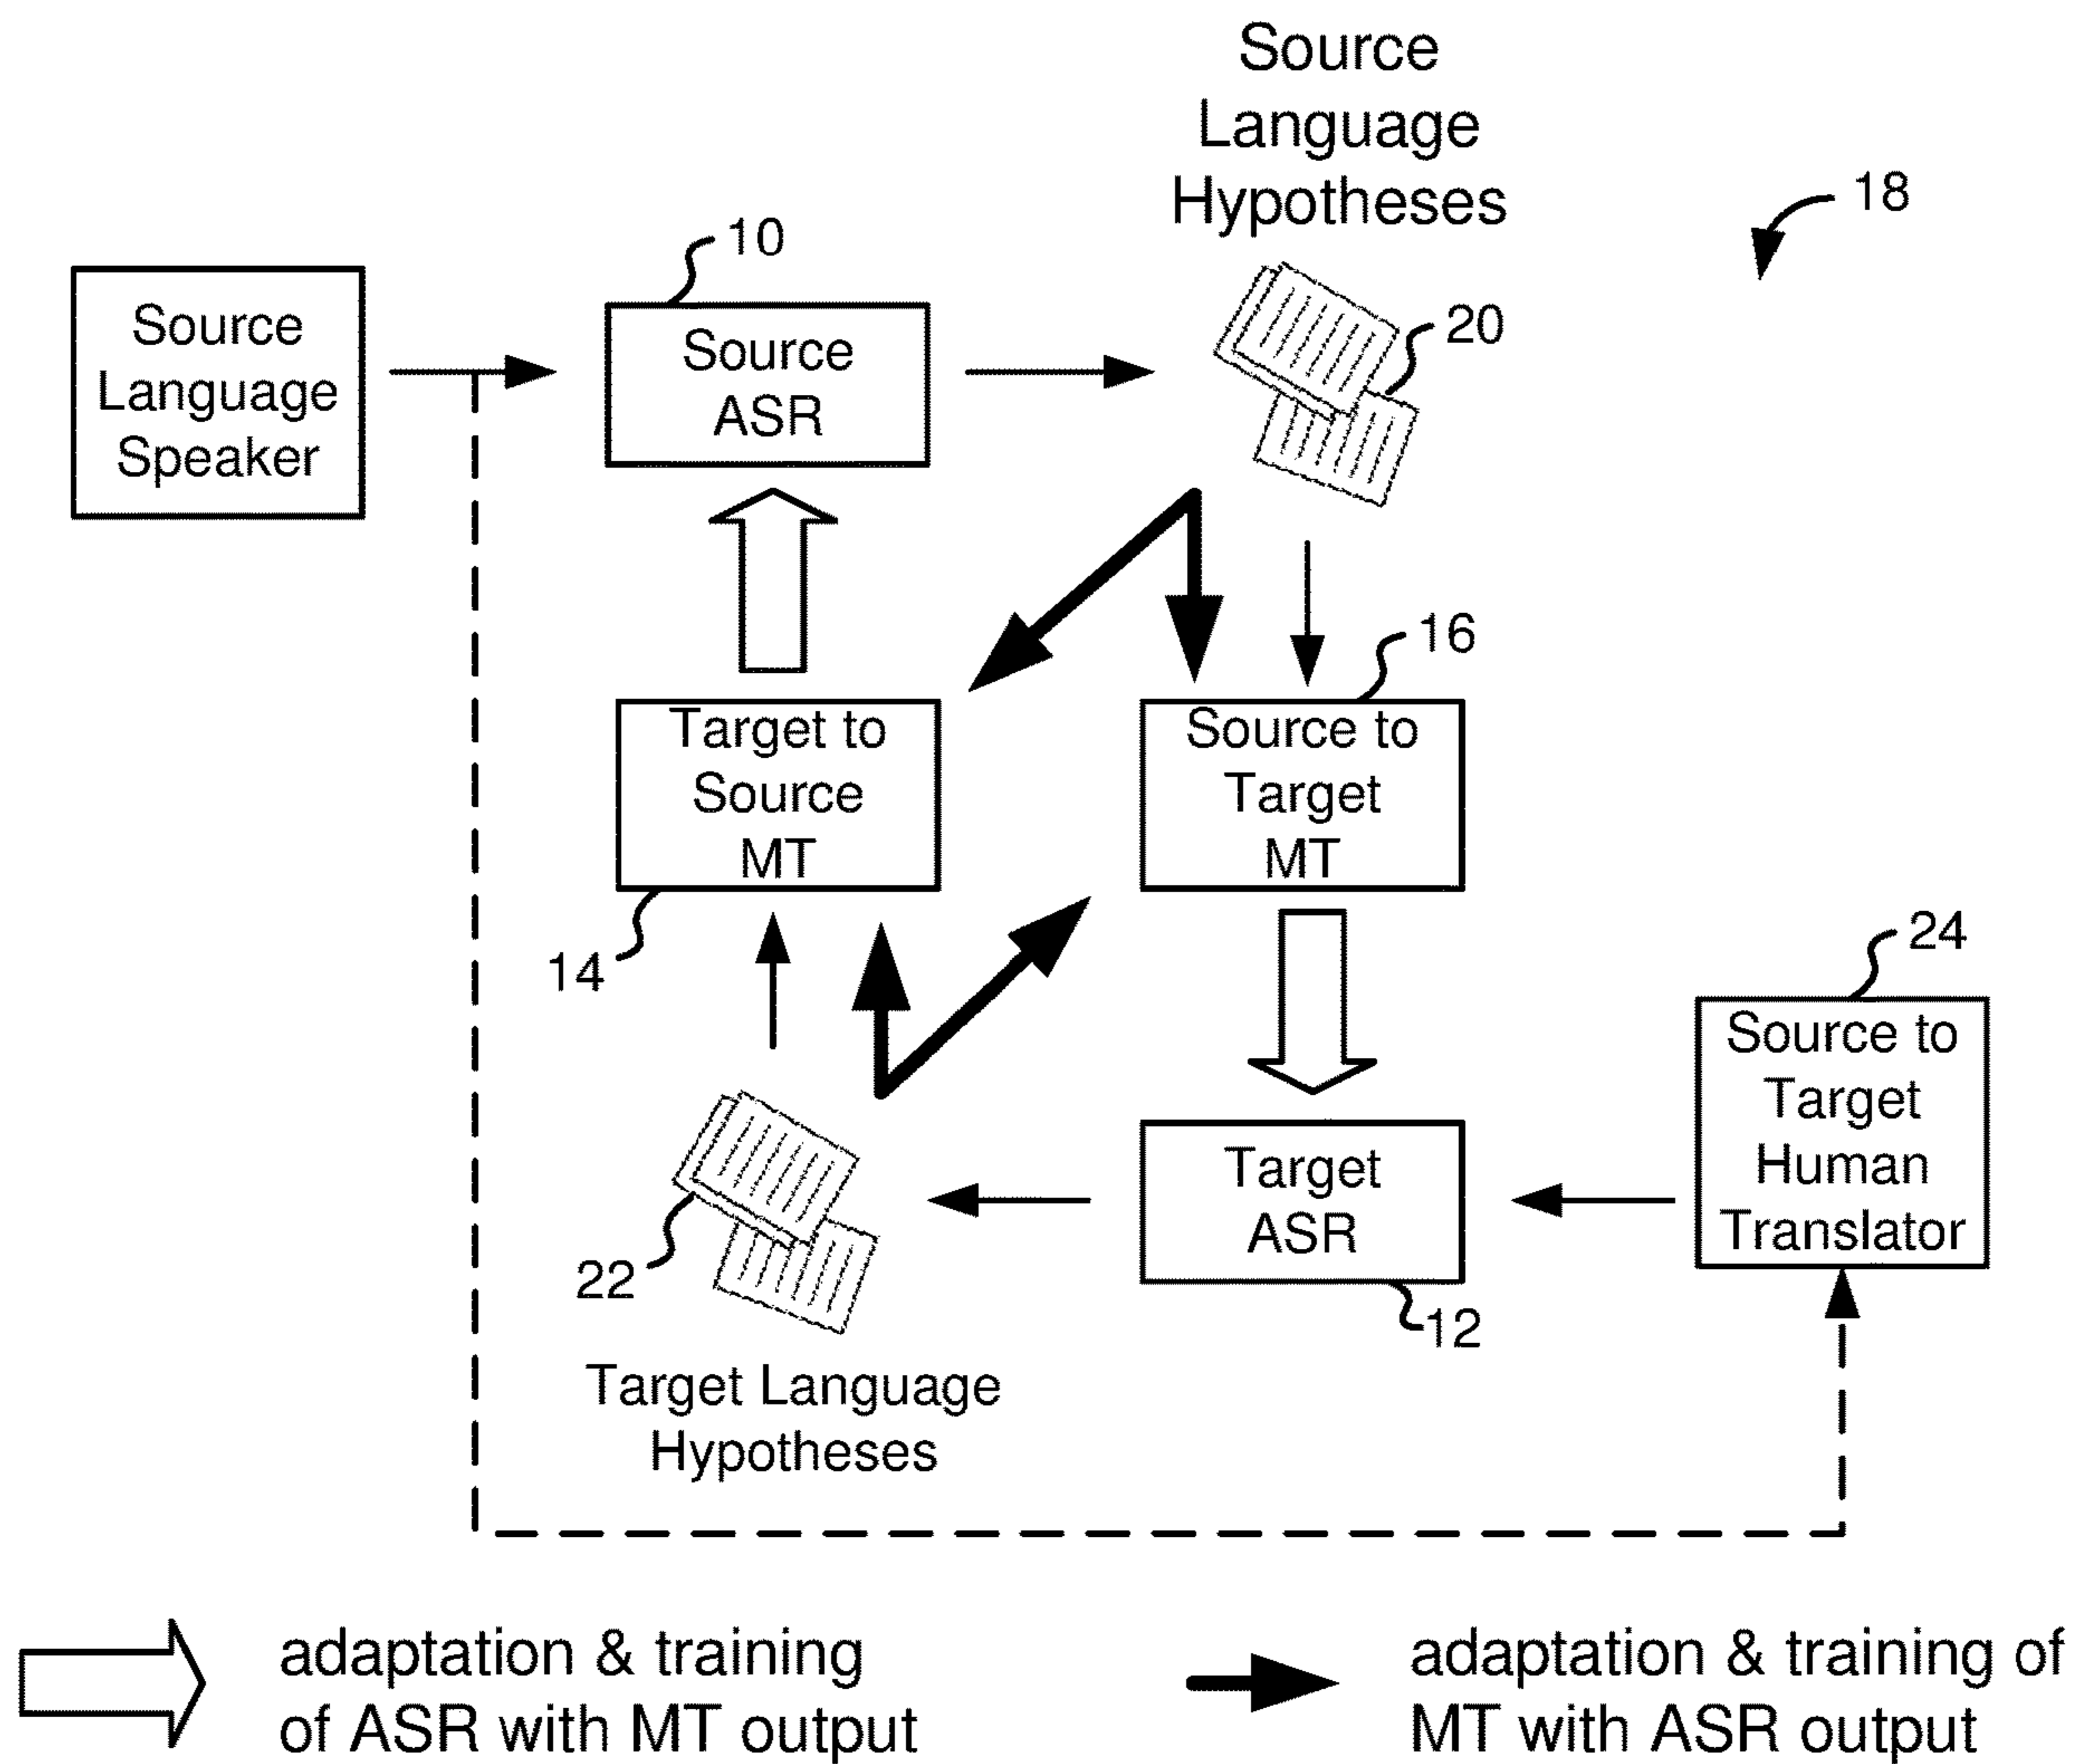 Source
Language
Hypotheses
18
10
Source
Language
Speaker
Source
ASR
20
16
Target to
Source
MT
Source to
Target
MT
14
24
Source to
Target
Human
Translator
Target
ASR
22
12
Target Language
Hypotheses
adaptation & training
of ASR with MT output
adaptation & training of
MT with ASR output